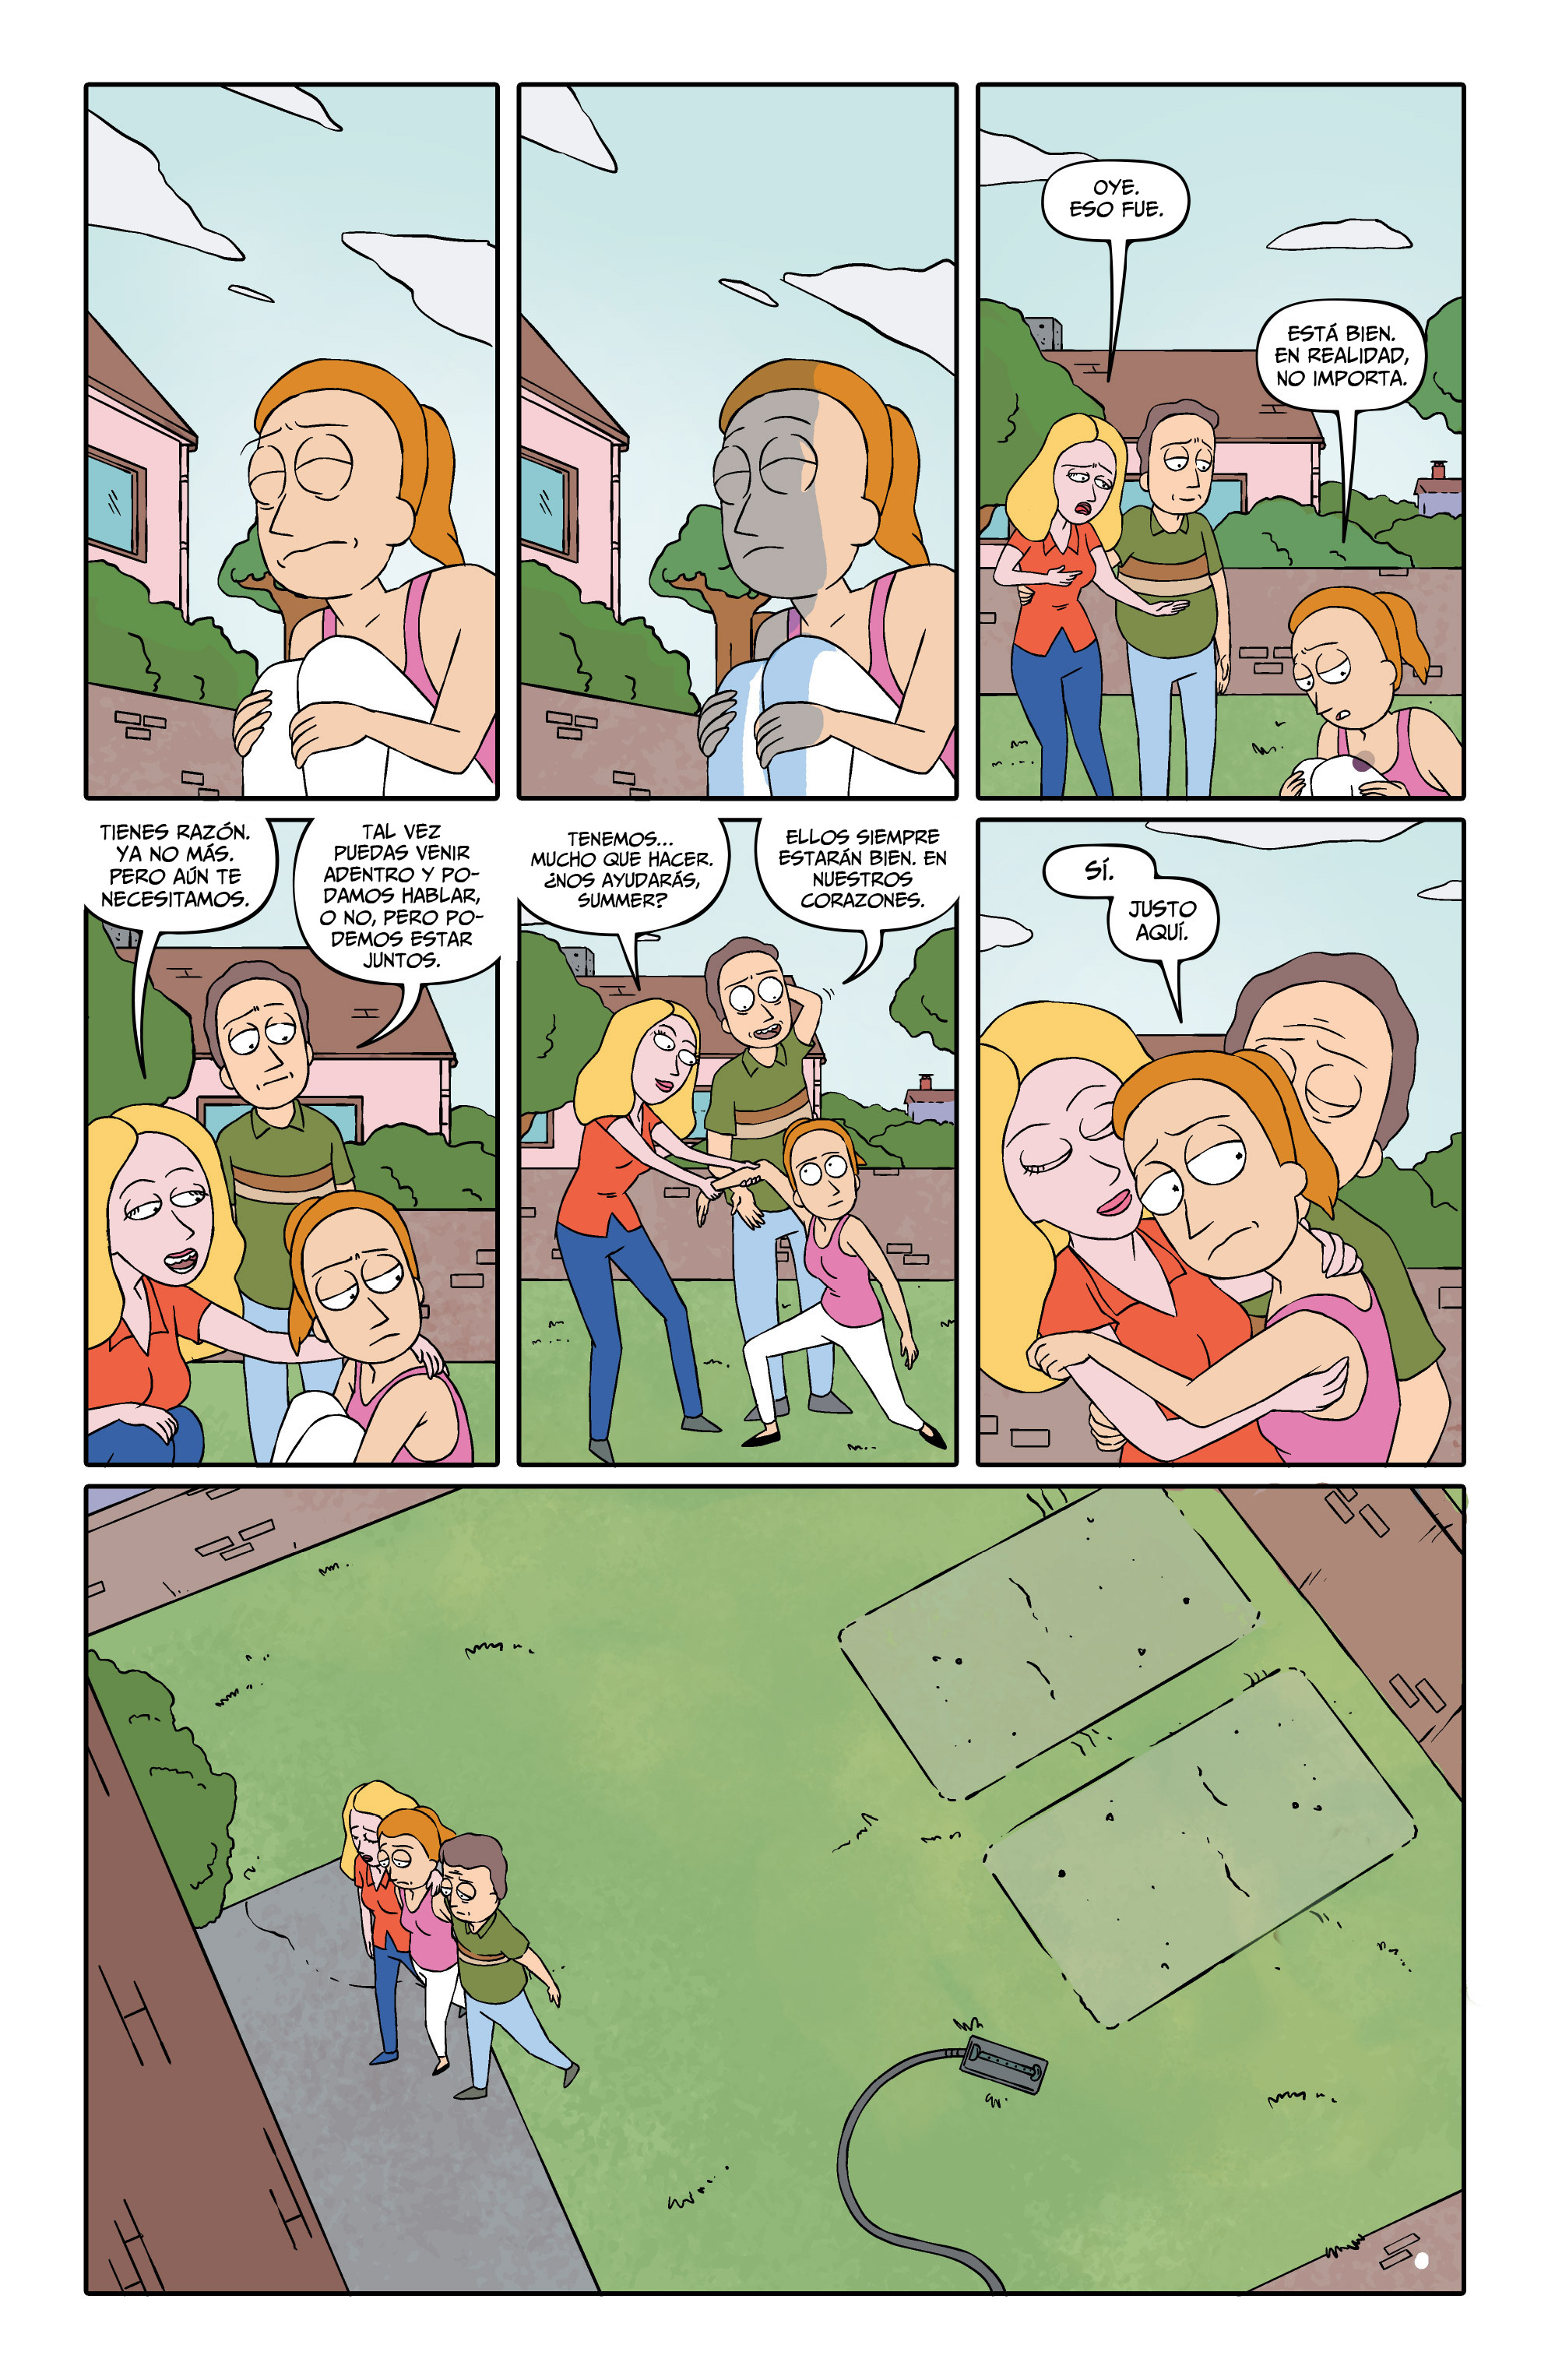 OYE.
ESO FUE.
ESTÁ BIEN.
EN REALIDAD,
NO IMPORTA.
TIENES RAZÓN.
YA NO MÁS.
PERO AÚN TE
NECESITAMOS.
TAL VEZ
PUEDAS VENIR
ADENTRO Y PO-
DAMOS HABLAR,
O NO, PERO PO-
DEMOS ESTAR
JUNTOS.
TENEMOS...
MUCHO QUE HACER.
¿NOS AYUDARÁS,
SUMMER?
ELLOS SIEMPRE
ESTARÁN BIEN. EN
NUESTROS
CORAZONES.
SÍ.
JUSTO
AQUÍ.